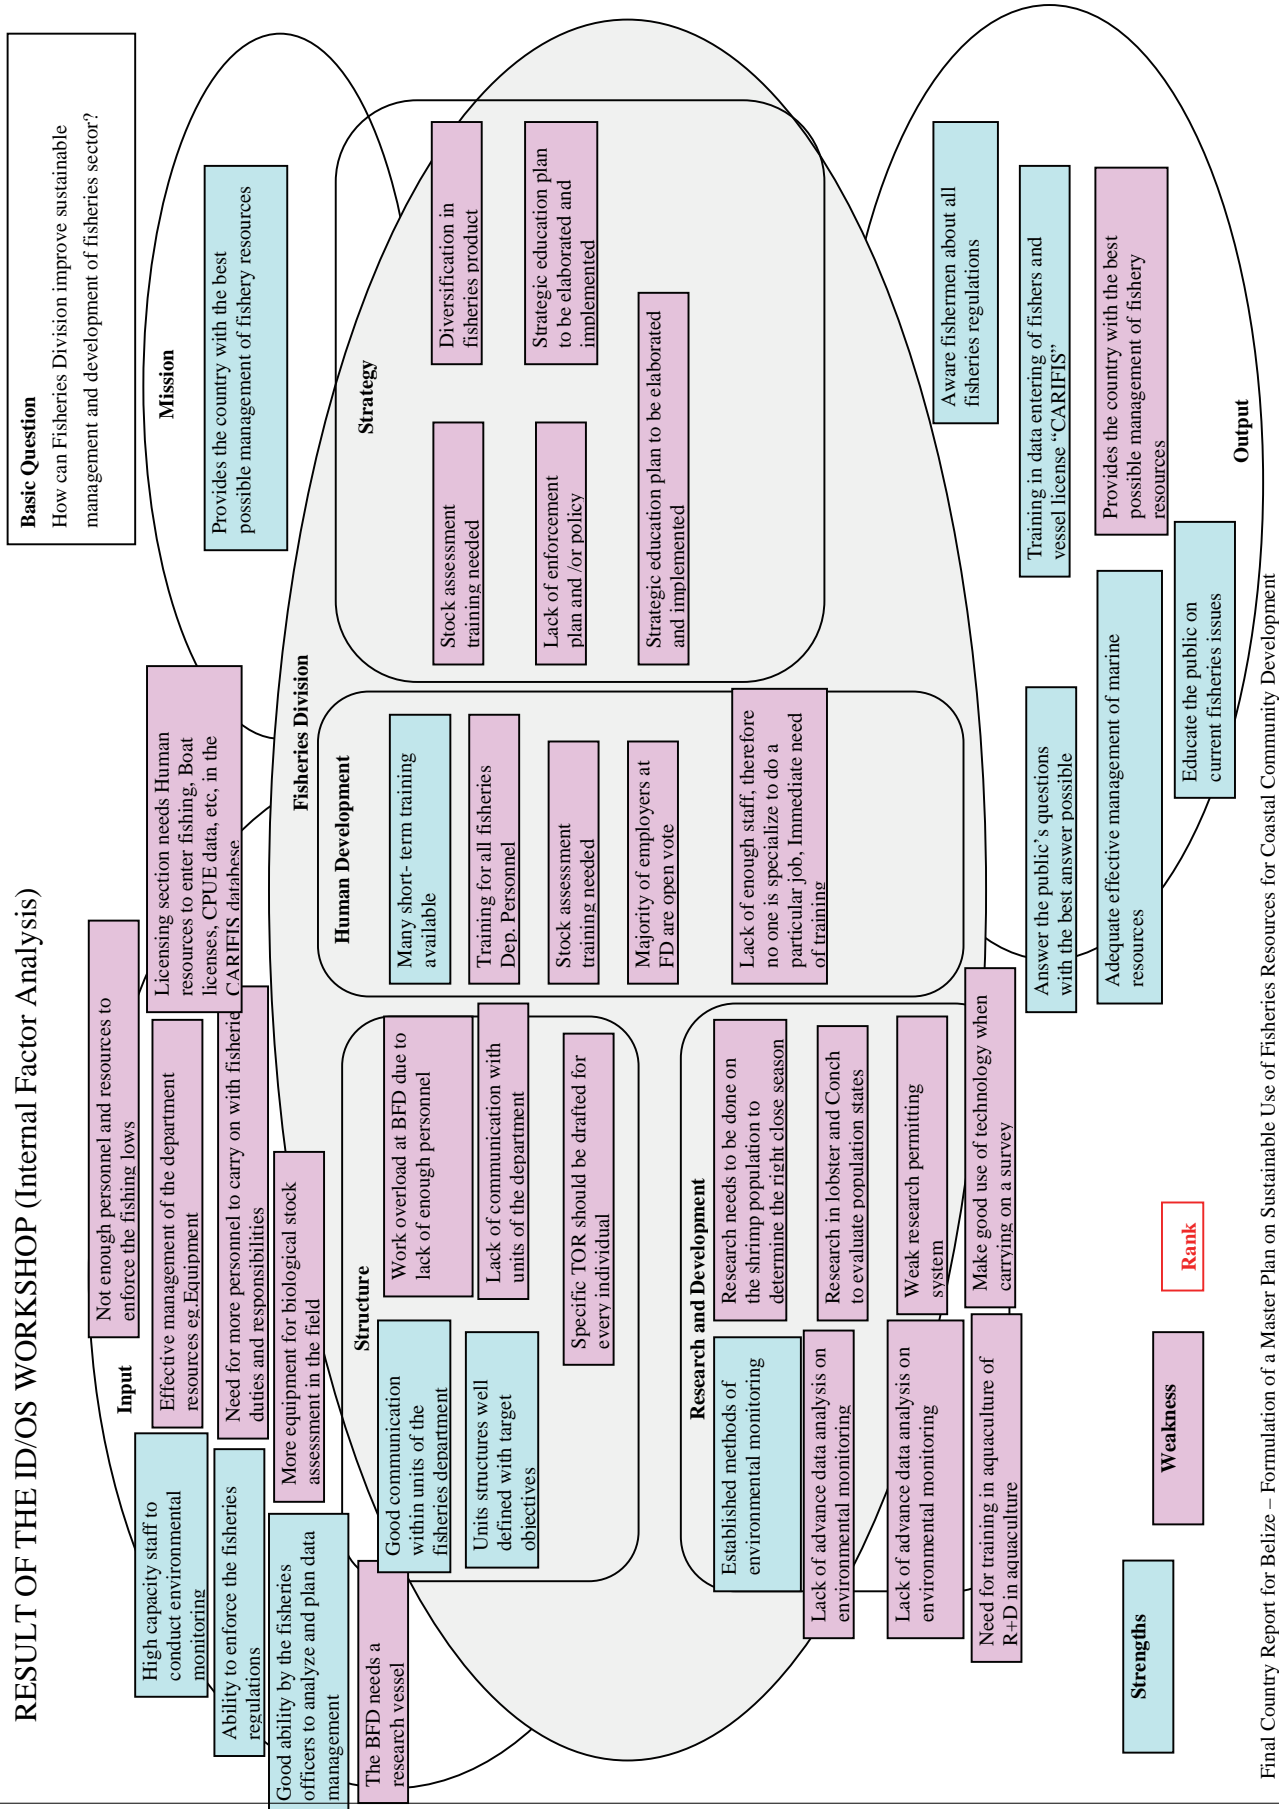 RESULT OF THE ID/OS WORKSHOP (Internal Factor Analysis)
Basic Question
How can Fisheries Division improve sustainable
management and development of fisheries sector?
Mission
Provides the country with the best
possible management of fishery resources
Input
Not enough personnel and resources to
enforce the fishing lows
High capacity staff to
conduct environmental
monitoring
Effective management of the department
resources eg.Equipment
Licensing section needs Human
resources to enter fishing, Boat
licenses, CPUE data, etc, in the
CARIFIS databese
Ability to enforce the fisheries
regulations
Need for more personnel to carry on with fisherie
duties and responsibilities
Good ability by the fisheries
officers to analyze and plan data
management
More equipment for biological stock
assessment in the field
The BFD needs a
research vessel
Fisheries Division
Structure
Good communication
within units of the
fisheries department
Work overload at BFD due to
lack of enough personnel
Units structures well
defined with target
objectives
Lack of communication with
units of the department
Specific TOR should be drafted for
every individual
Human Development
Many short- term training
available
Training for all fisheries
Dep. Personnel
Stock assessment
training needed
Majority of employers at
FD are open vote
Lack of enough staff, therefore
no one is specialize to do a
particular job, Immediate need
of training
Strategy
Stock assessment
training needed
Diversification in
fisheries product
Lack of enforcement
plan and /or policy
Strategic education plan
to be elaborated and
implemented
Strategic education plan to be elaborated
and implemented
Research and Development
Established methods of
environmental monitoring
Research needs to be done on
the shrimp population to
determine the right close season
Lack of advance data analysis on
environmental monitoring
Research in lobster and Conch
to evaluate population states
Lack of advance data analysis on
environmental monitoring
Weak research permitting
system
Need for training in aquaculture of
R+D in aquaculture
Make good use of technology when
carrying on a survey
Aware fishermen about all
fisheries regulations
Answer the public’s questions
with the best answer possible
Training in data entering of fishers and
vessel license “CARIFIS”
Adequate effective management of marine
resources
Provides the country with the best
possible management of fishery
resources
Educate the public on
current fisheries issues
Output
Strengths
Weakness
Rank
Final Country Report for Belize – Formulation of a Master Plan on Sustainable Use of Fisheries Resources for Coastal Community Development